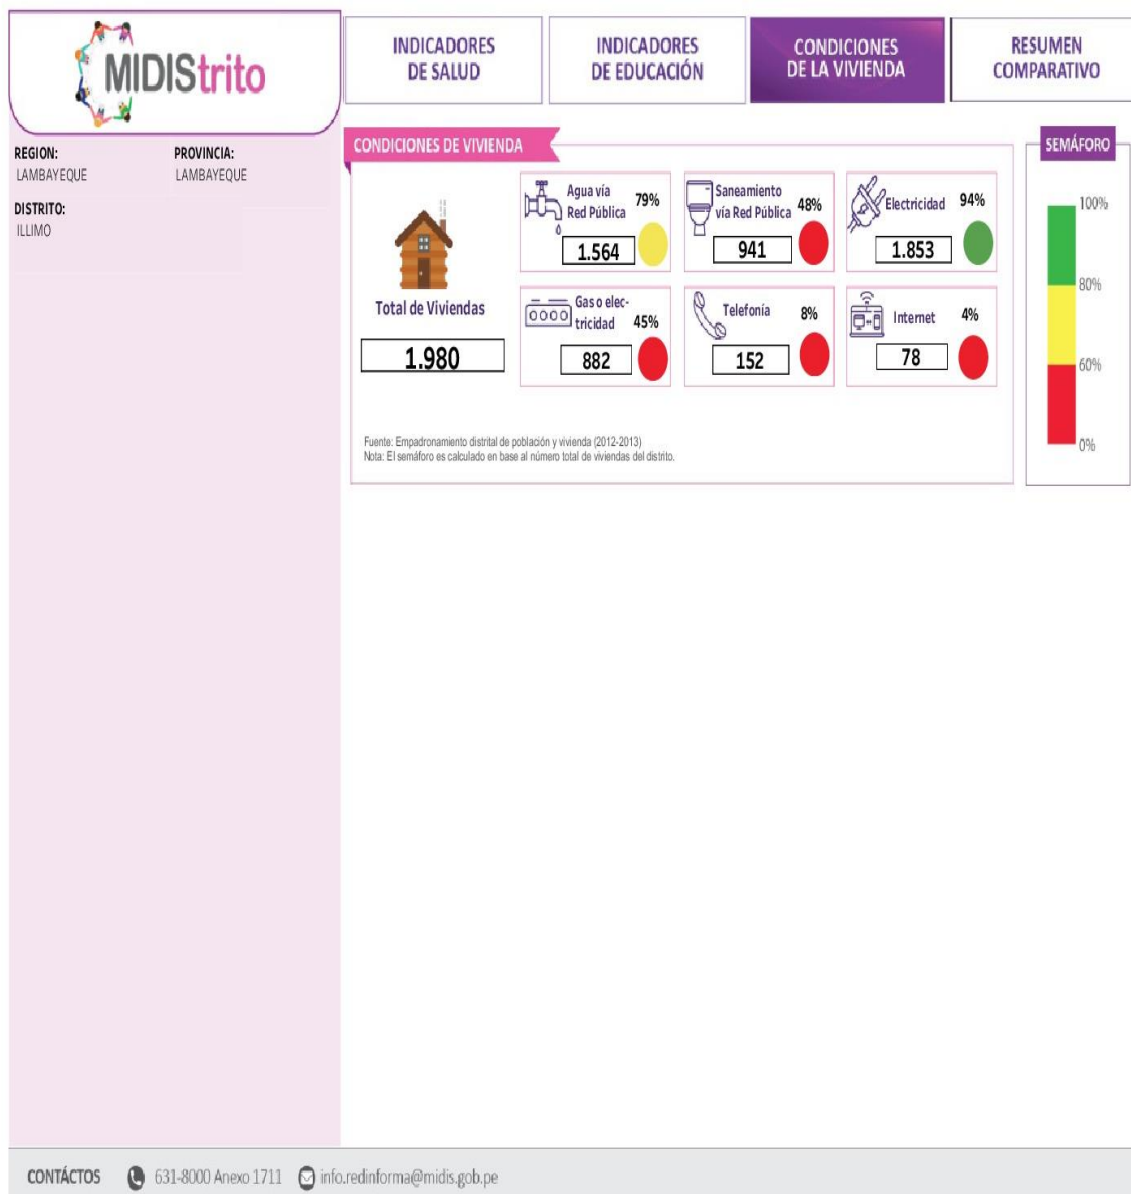 MIDIStrito
INDICADORES
DE SALUD
INDICADORES
DE EDUCACIÓN
CONDICIONES
DE LA VIVIENDA
RESUMEN
COMPARATIVO
REGION:
LAMBAYEQUE
PROVINCIA:
LAMBAYEQUE
DISTRITO:
ILLIMO
CONDICIONES DE VIVIENDA
Total de Viviendas
1.980
Agua vía
Red Pública
79%
1.564
Saneamiento
vía Red Pública
48%
941
Electricidad
94%
1.853
Gas o elec-
tricidad
45%
882
Telefonía
8%
152
Internet
4%
78
Fuente: Empadronamiento distrital de población y vivienda (2012-2013)
Nota: El semáforo es calculado en base al número total de viviendas del distrito.
SEMÁFORO
100%
80%
60%
0%
CONTÁCTOS
631-8000 Anexo 1711
info.redinforma@midis.gob.pe